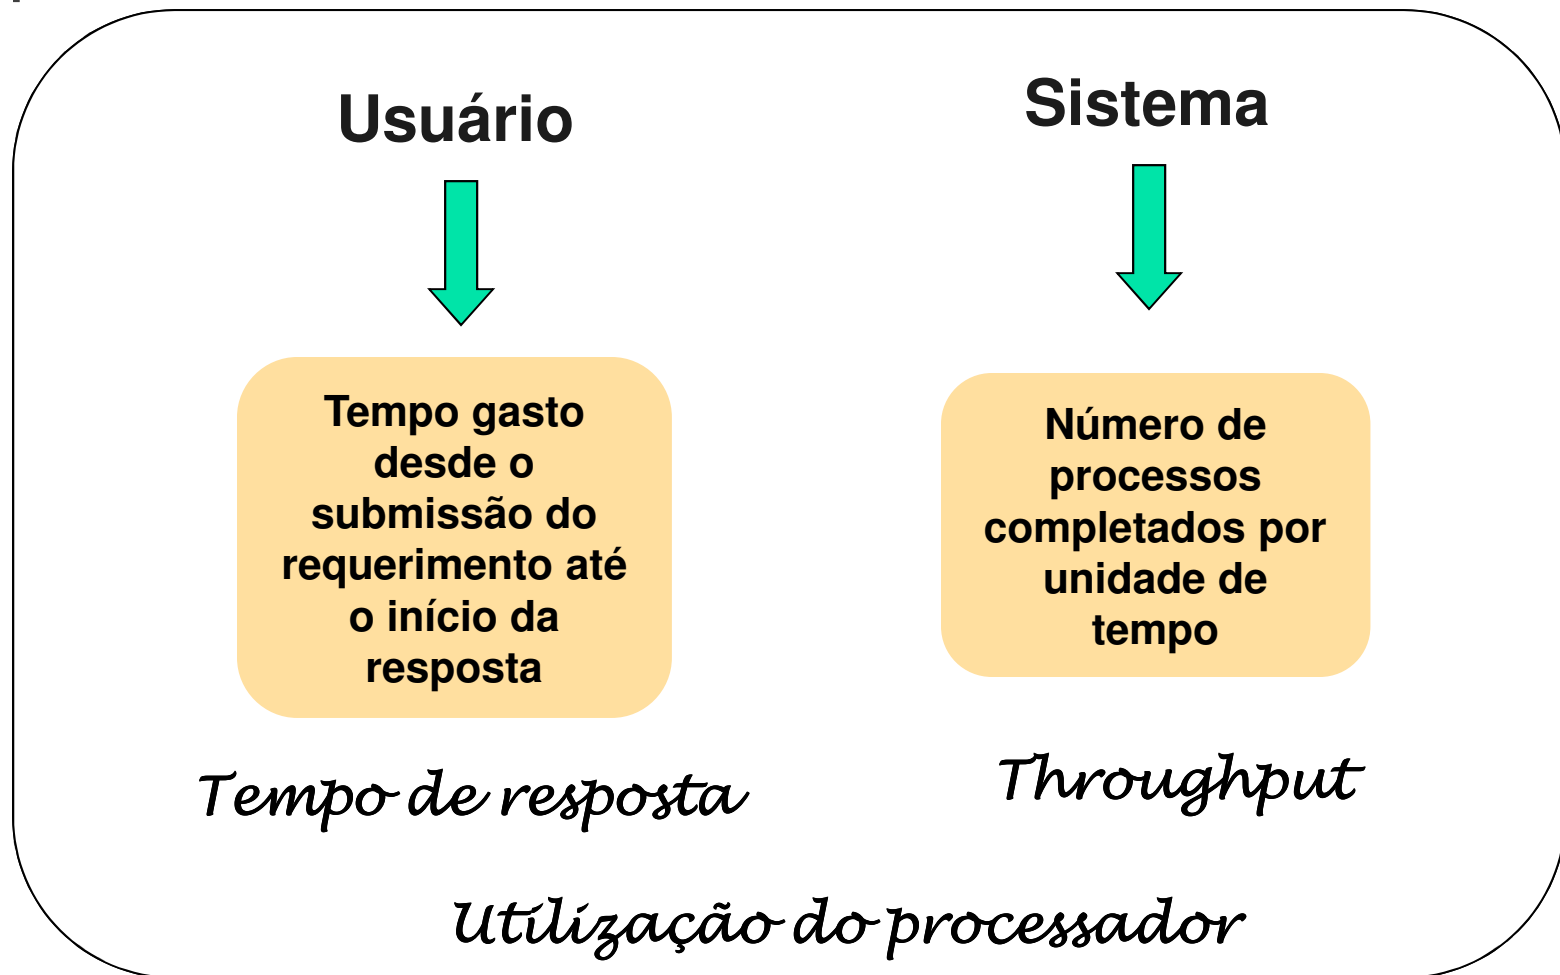 Usuário
Tempo gasto
desde o
submissão do
requerimento até
o início da
resposta
Tempo de resposta
Sistema
Número de
processos
completados por
unidade de
tempo
Throughput
Utilização do processador